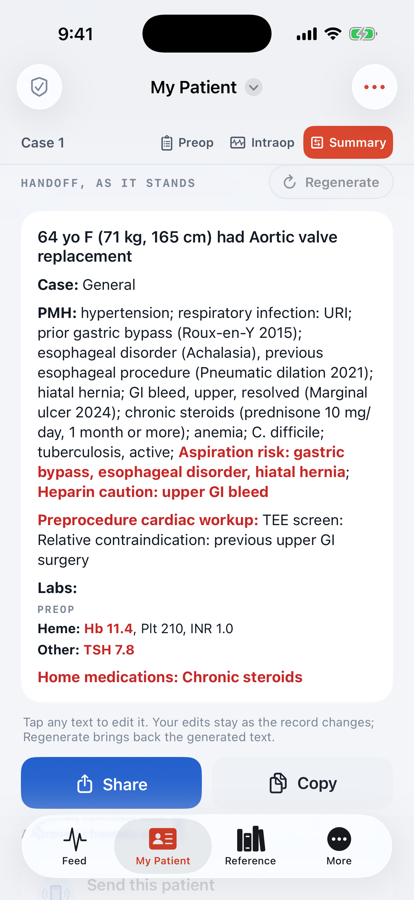 9:41
My Patient
Case 1
Preop
Intraop
Summary
HANDOFF, AS IT STANDS
Regenerate
64 yo F (71 kg, 165 cm) had Aortic valve
replacement
Case: General
PMH: hypertension; respiratory infection: URI;
prior gastric bypass (Roux-en-Y 2015);
esophageal disorder (Achalasia), previous
esophageal procedure (Pneumatic dilation 2021);
hiatal hernia; GI bleed, upper, resolved (Marginal
ulcer 2024); chronic steroids (prednisone 10 mg/
day, 1 month or more); anemia; C. difficile;
tuberculosis, active; Aspiration risk: gastric
bypass, esophageal disorder, hiatal hernia;
Heparin caution: upper GI bleed
Preprocedure cardiac workup: TEE screen:
Relative contraindication: previous upper GI
surgery
Labs:
PREOP
Heme: Hb 11.4, Plt 210, INR 1.0
Other: TSH 7.8
Home medications: Chronic steroids
Tap any text to edit it. Your edits stay as the record changes;
Regenerate brings back the generated text.
Share
Copy
Feed
My Patient
Reference
More
Send this patient